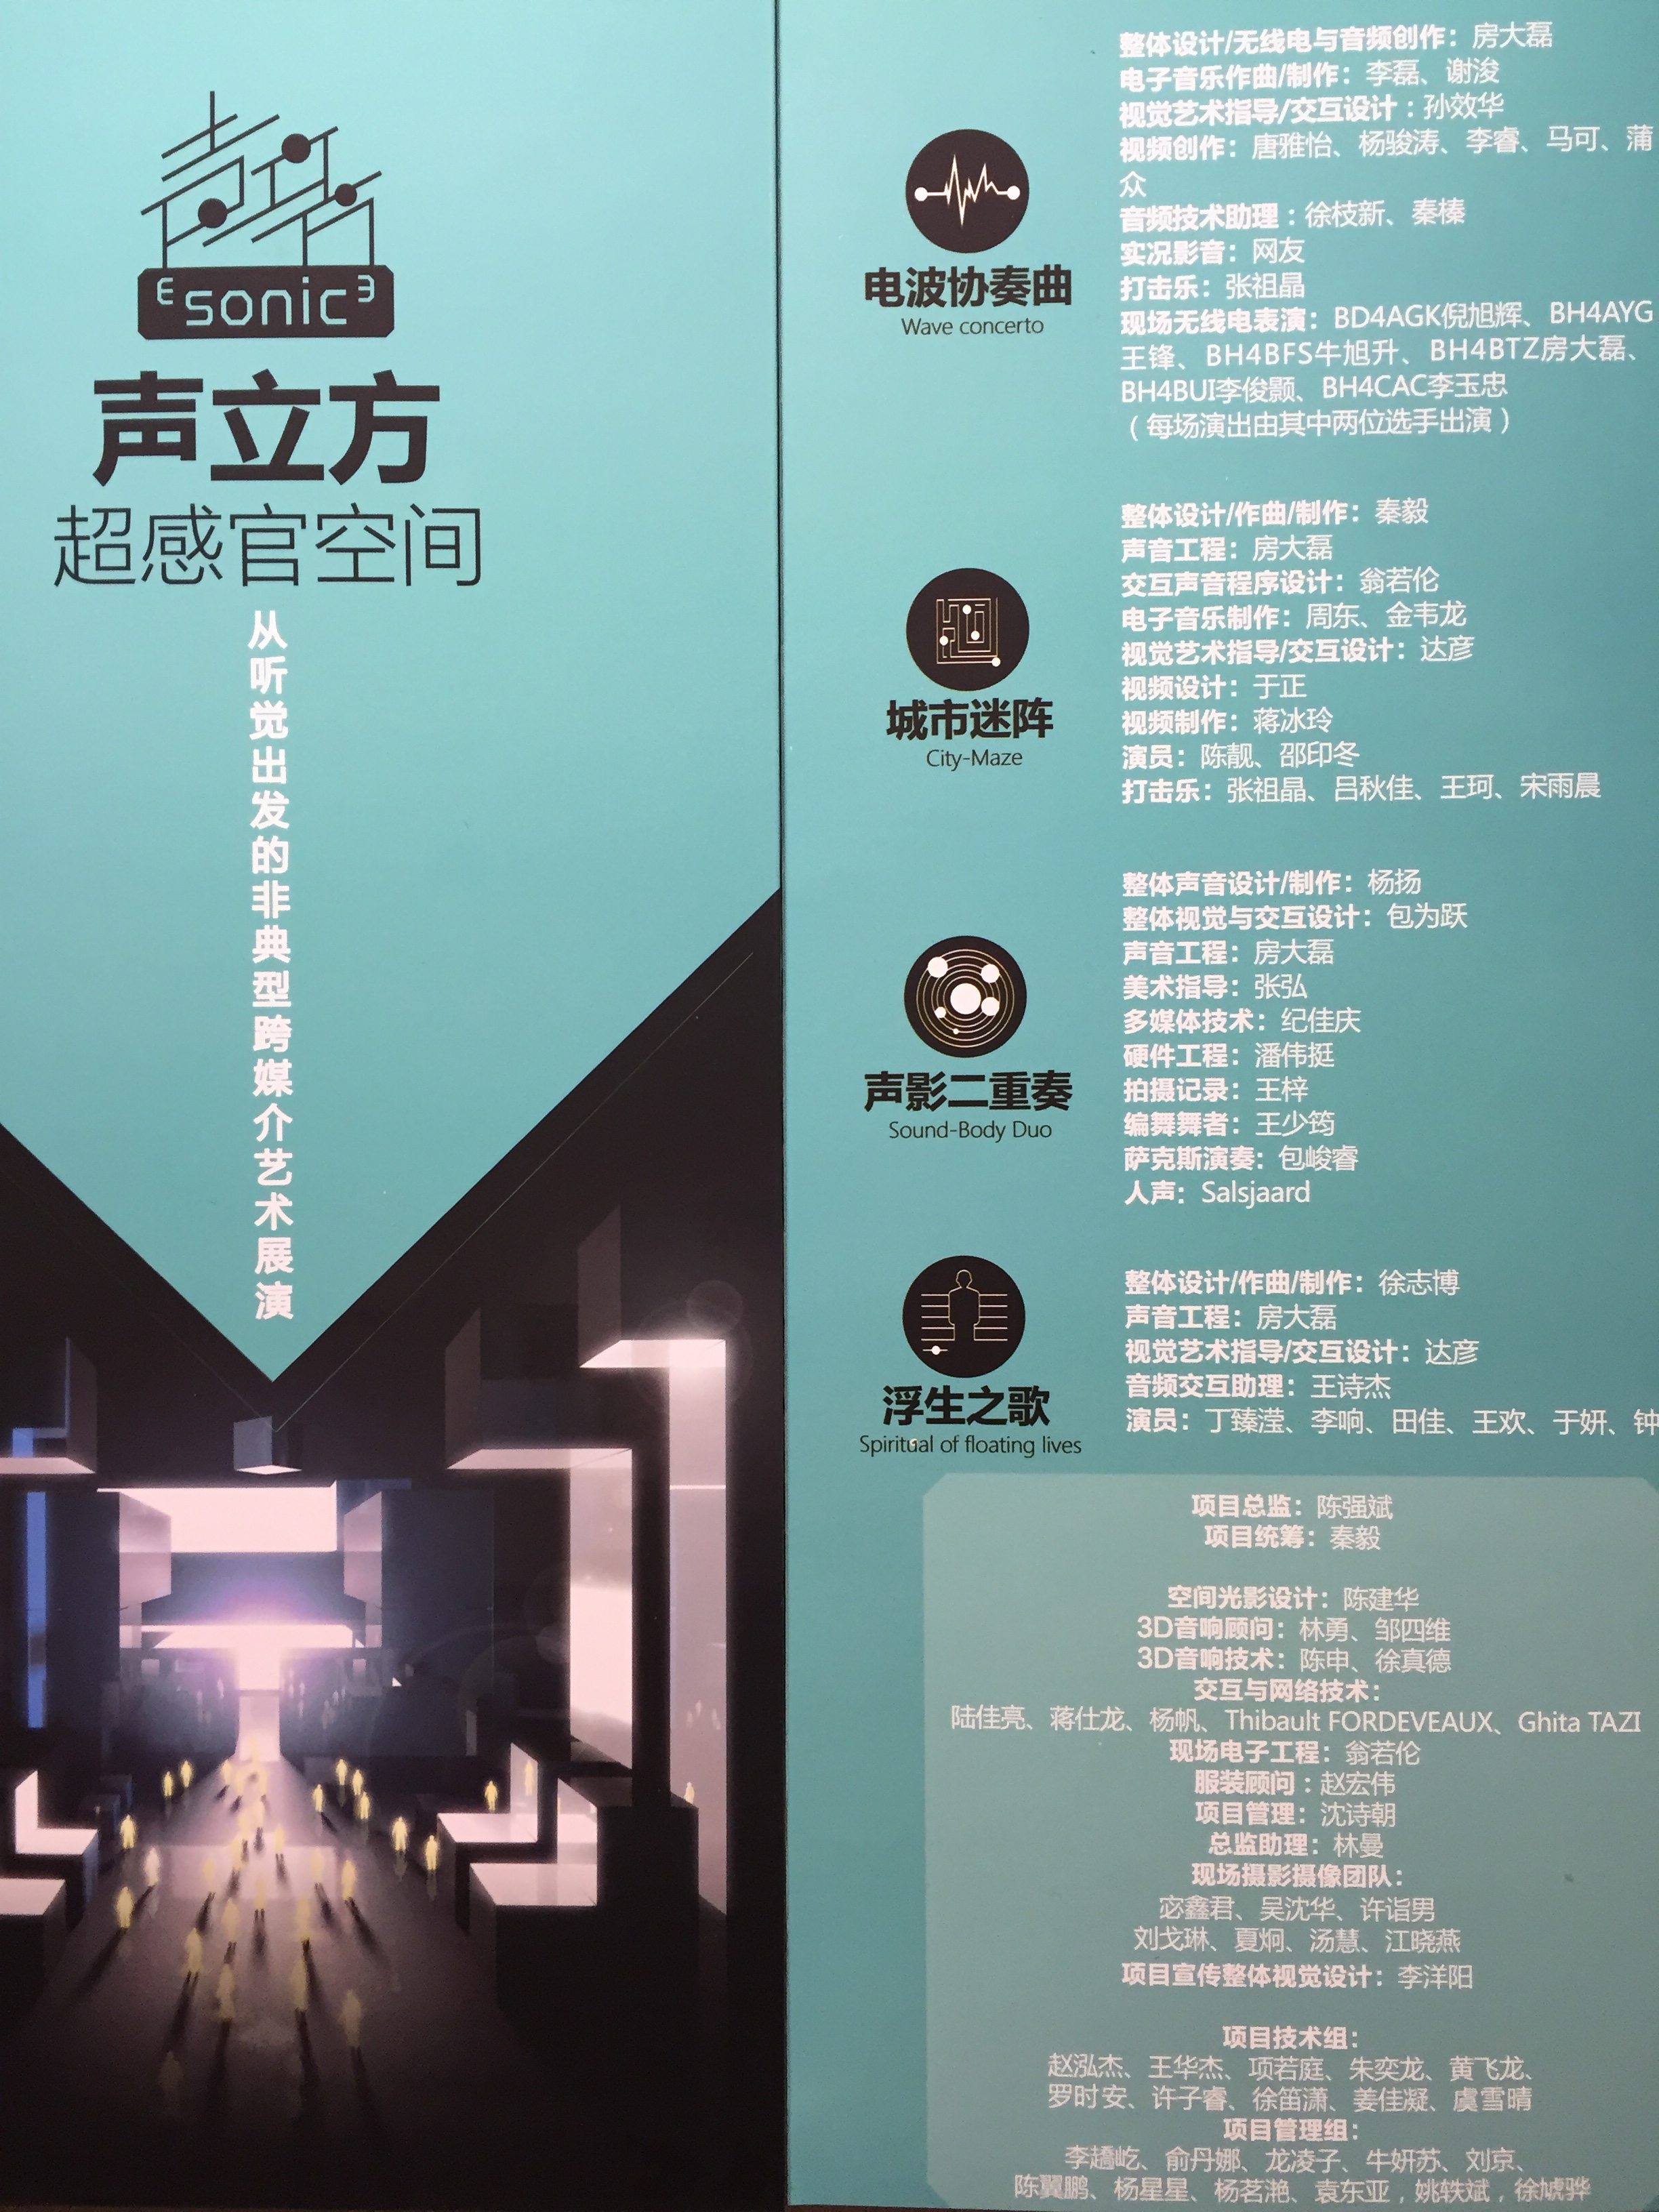 声音
E sonic 3
声立方
超感官空间
从听觉出发的非典型跨媒介艺术展演
电波协奏曲
Wave concerto
整体设计/无线电与音频创作：房大磊
电子音乐作曲/制作：李磊、谢浚
视觉艺术指导/交互设计：孙效华
视频创作：唐雅怡、杨骏涛、李睿、马可、蒲
众
音频技术助理：徐枝新、秦榛
实况影音：网友
打击乐：张祖晶
现场无线电表演：BD4AGK倪旭辉、BH4AYG
王锋、BH4BFS牛旭升、BH4BTZ房大磊、
BH4BUI李俊颢、BH4CAC李玉忠
（每场演出由其中两位选手出演）
城市迷阵
City-Maze
整体设计/作曲/制作：秦毅
声音工程：房大磊
交互声音程序设计：翁若伦
电子音乐制作：周东、金韦龙
视觉艺术指导/交互设计：达彦
视频设计：于正
视频制作：蒋冰玲
演员：陈靓、邵印冬
打击乐：张祖晶、吕秋佳、王珂、宋雨晨
声影二重奏
Sound-Body Duo
整体声音设计/制作：杨扬
整体视觉与交互设计：包为跃
声音工程：房大磊
美术指导：张弘
多媒体技术：纪佳庆
硬件工程：潘伟挺
拍摄记录：王梓
编舞舞者：王少筠
萨克斯演奏：包峻睿
人声：Salsjaard
浮生之歌
Spiritual of floating lives
整体设计/作曲/制作：徐志博
声音工程：房大磊
视觉艺术指导/交互设计：达彦
音频交互助理：王诗杰
演员：丁臻滢、李响、田佳、王欢、于妍、钟
项目总监：陈强斌
项目统筹：秦毅
空间光影设计：陈建华
3D音响顾问：林勇、邹四维
3D音响技术：陈申、徐真德
交互与网络技术：
陆佳亮、蒋仕龙、杨帆、Thibault FORDEVEAUX、Ghita TAZI
现场电子工程：翁若伦
服装顾问：赵宏伟
项目管理：沈诗朝
总监助理：林曼
现场摄影摄像团队：
宓鑫君、吴沈华、许诣男
刘戈琳、夏炯、汤慧、江晓燕
项目宣传整体视觉设计：李洋阳
项目技术组：
赵泓杰、王华杰、项若庭、朱奕龙、黄飞龙、
罗时安、许子睿、徐笛潇、姜佳凝、虞雪晴
项目管理组：
李趫屹、俞丹娜、龙凌子、牛妍苏、刘京、
陈翼鹏、杨星星、杨茗滟、袁东亚，姚轶斌，徐虓骅